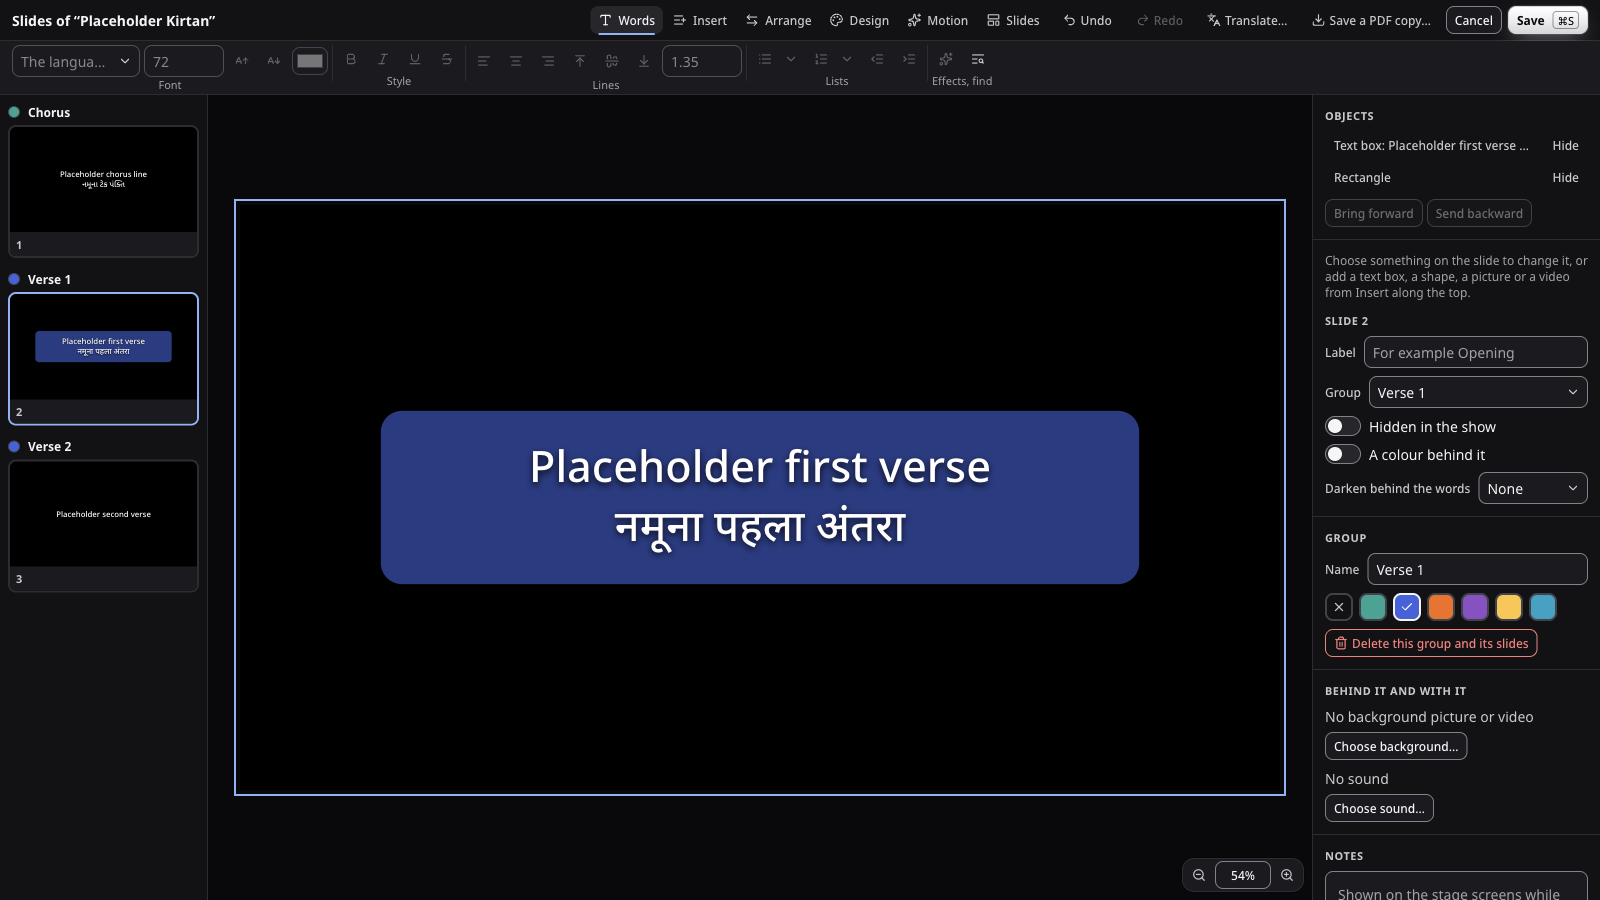 Slides of “Placeholder Kirtan”
Words
Insert
Arrange
Design
Motion
Slides
Undo
Redo
Translate...
Save a PDF copy...
Cancel
Save ⌘S
The langua...
72
Font
Style
1.35
Lines
Lists
Effects, find
Chorus
Placeholder chorus line
નમૂના ટેક પંક્તિ
1
Verse 1
Placeholder first verse
नमूना पहला अंतरा
2
Verse 2
Placeholder second verse
3
Placeholder first verse
नमूना पहला अंतरा
54%
OBJECTS
Text box: Placeholder first verse ... Hide
Rectangle Hide
Bring forward Send backward
Choose something on the slide to change it, or
add a text box, a shape, a picture or a video
from Insert along the top.
SLIDE 2
Label For example Opening
Group Verse 1
Hidden in the show
A colour behind it
Darken behind the words None
GROUP
Name Verse 1
Delete this group and its slides
BEHIND IT AND WITH IT
No background picture or video
Choose background...
No sound
Choose sound...
NOTES
Shown on the stage screens while